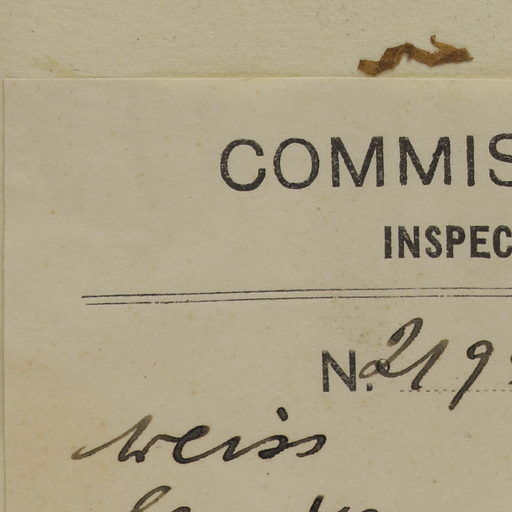 COMMIS
INSPEC
N. 219
weiss